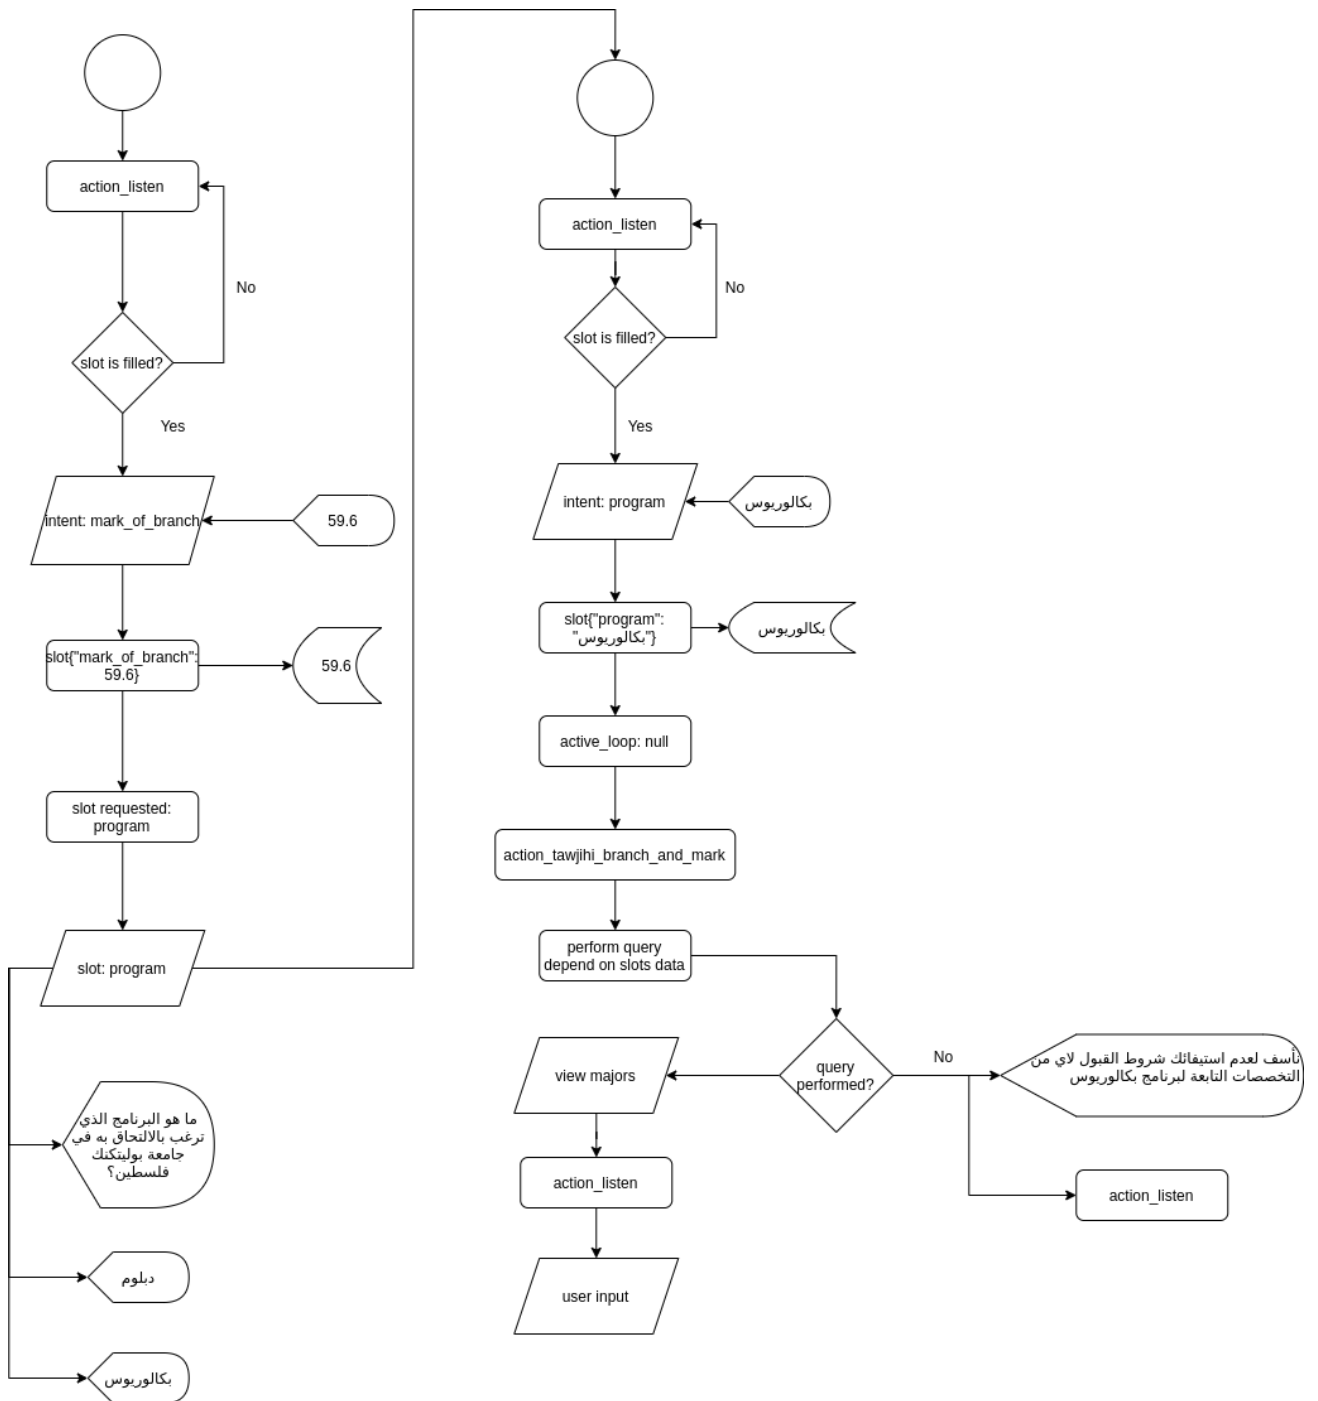 action_listen
No
slot is filled?
Yes
intent: mark_of_branch
59.6
slot{"mark_of_branch":
59.6}
59.6
slot requested:
program
slot: program
ما هو البرنامج الذي
ترغب بالالتحاق به في
جامعة بوليتكنك
فلسطين؟
دبلوم
بكالوريوس
action_listen
No
slot is filled?
Yes
intent: program
بكالوريوس
slot{"program":
"بكالوريوس"}
بكالوريوس
active_loop: null
action_tawjihi_branch_and_mark
perform query
depend on slots data
query
performed?
No
نأسف لعدم استيفائك شروط القبول لاي من
التخصصات التابعة لبرنامج بكالوريوس
action_listen
view majors
action_listen
user input